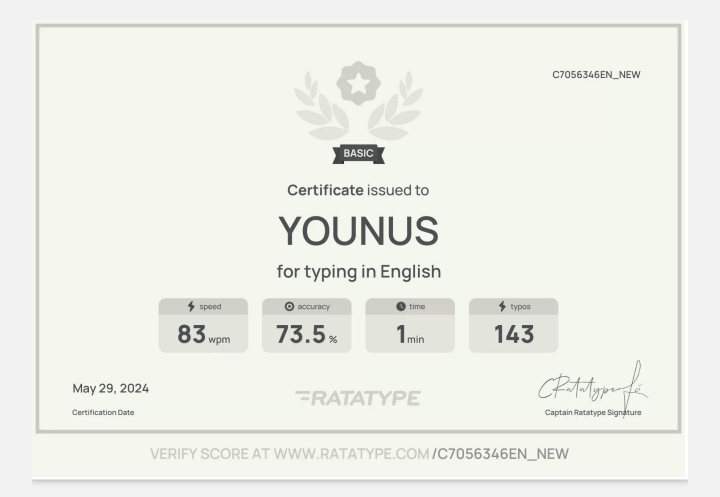 C7056346EN_NEW
BASIC
Certificate issued to
YOUNUS
for typing in English
speed
83 wpm
accuracy
73.5 %
time
1 min
typos
143
May 29, 2024
Certification Date
RATATYPE
CRatatype
Captain Ratatype Signature
VERIFY SCORE AT WWW.RATATYPE.COM/C7056346EN_NEW